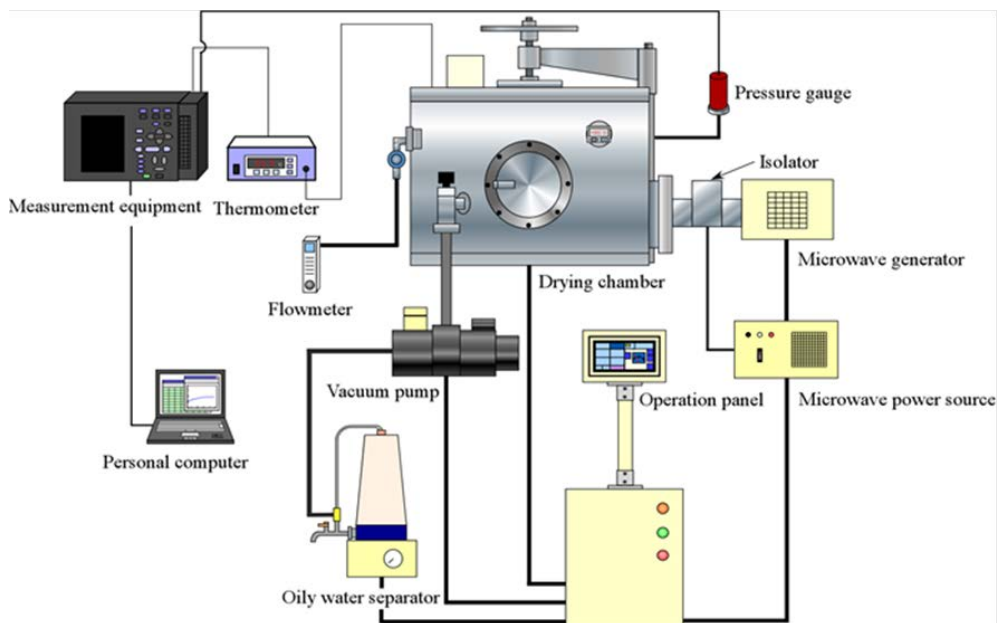 Pressure gauge
Isolator
Measurement equipment
Thermometer
Microwave generator
Drying chamber
Flowmeter
Vacuum pump
Operation panel
Microwave power source
Personal computer
Oily water separator